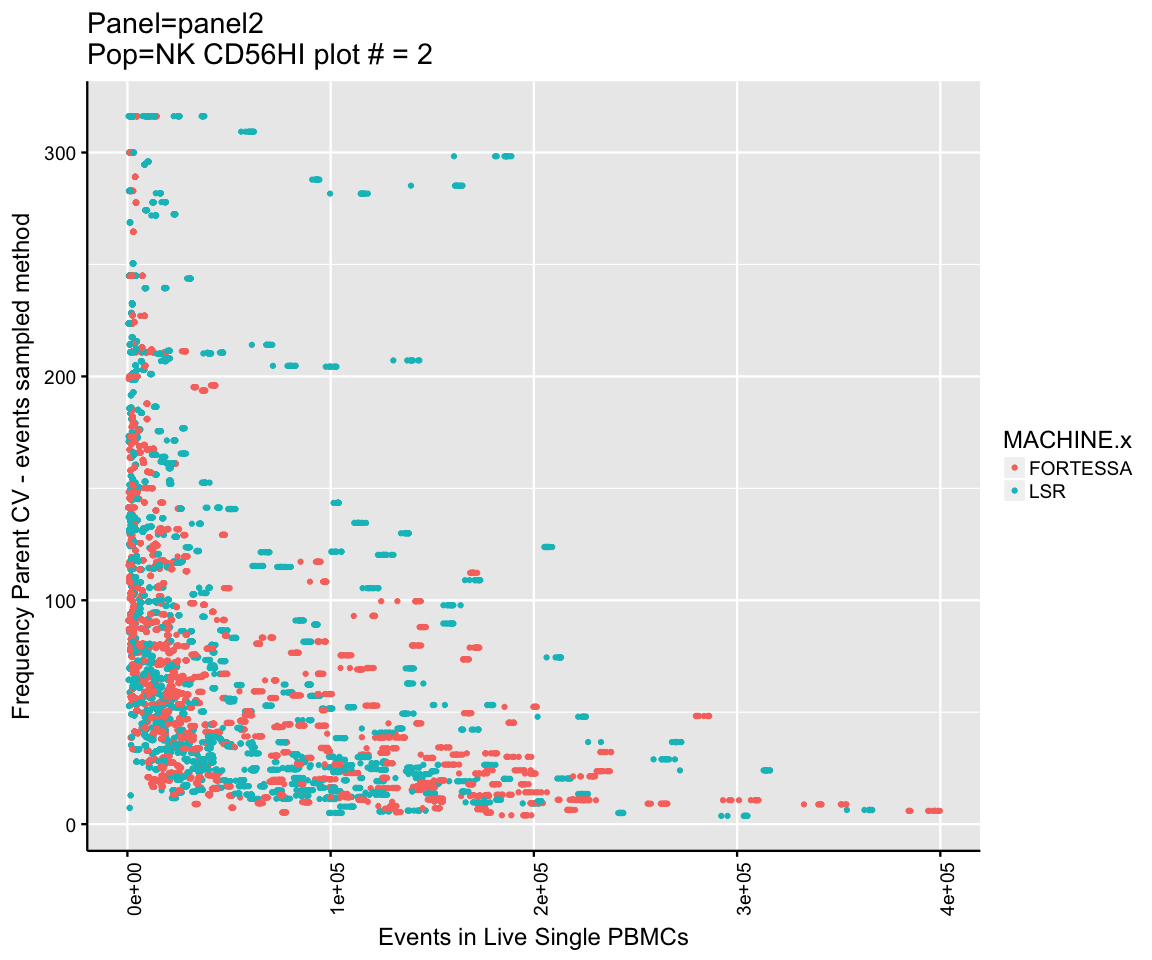 Panel=panel2
Pop=NK CD56HI plot # = 2
Frequency Parent CV - events sampled method
300
200
100
0
0e+00
1e+05
2e+05
3e+05
4e+05
Events in Live Single PBMCs
MACHINE.x
FORTESSA
LSR